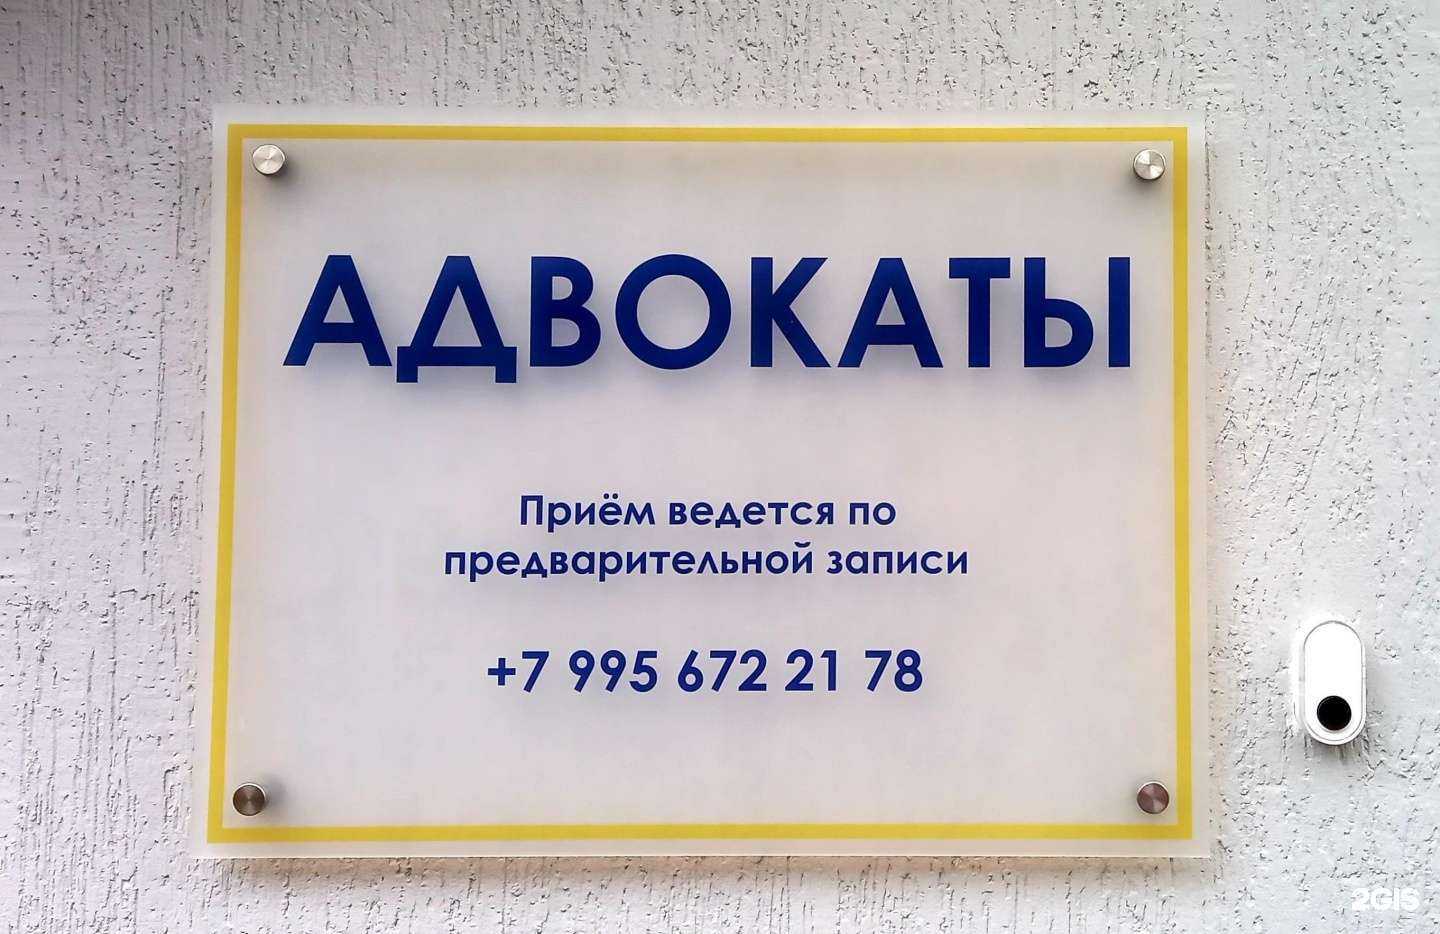 АДВОКАТЫ
Приём ведется по
предварительной записи
+7 995 672 21 78
2GIS